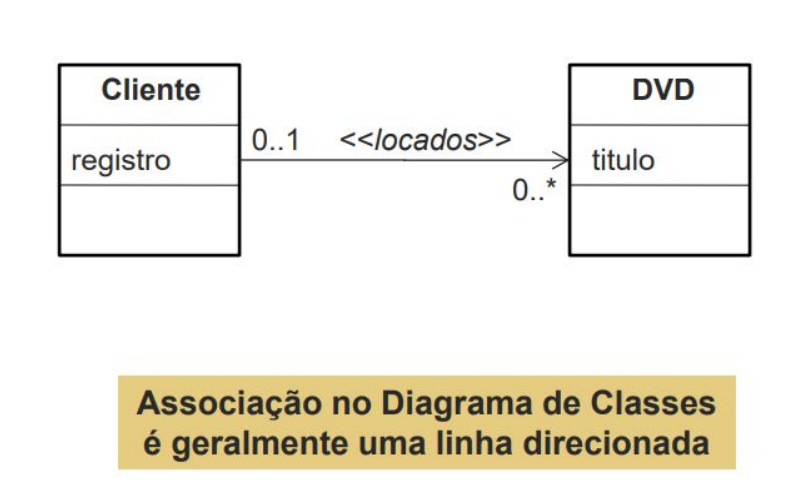 Cliente
registro
0..1 <<locados>>
0..*
DVD
titulo
Associação no Diagrama de Classes
é geralmente uma linha direcionada